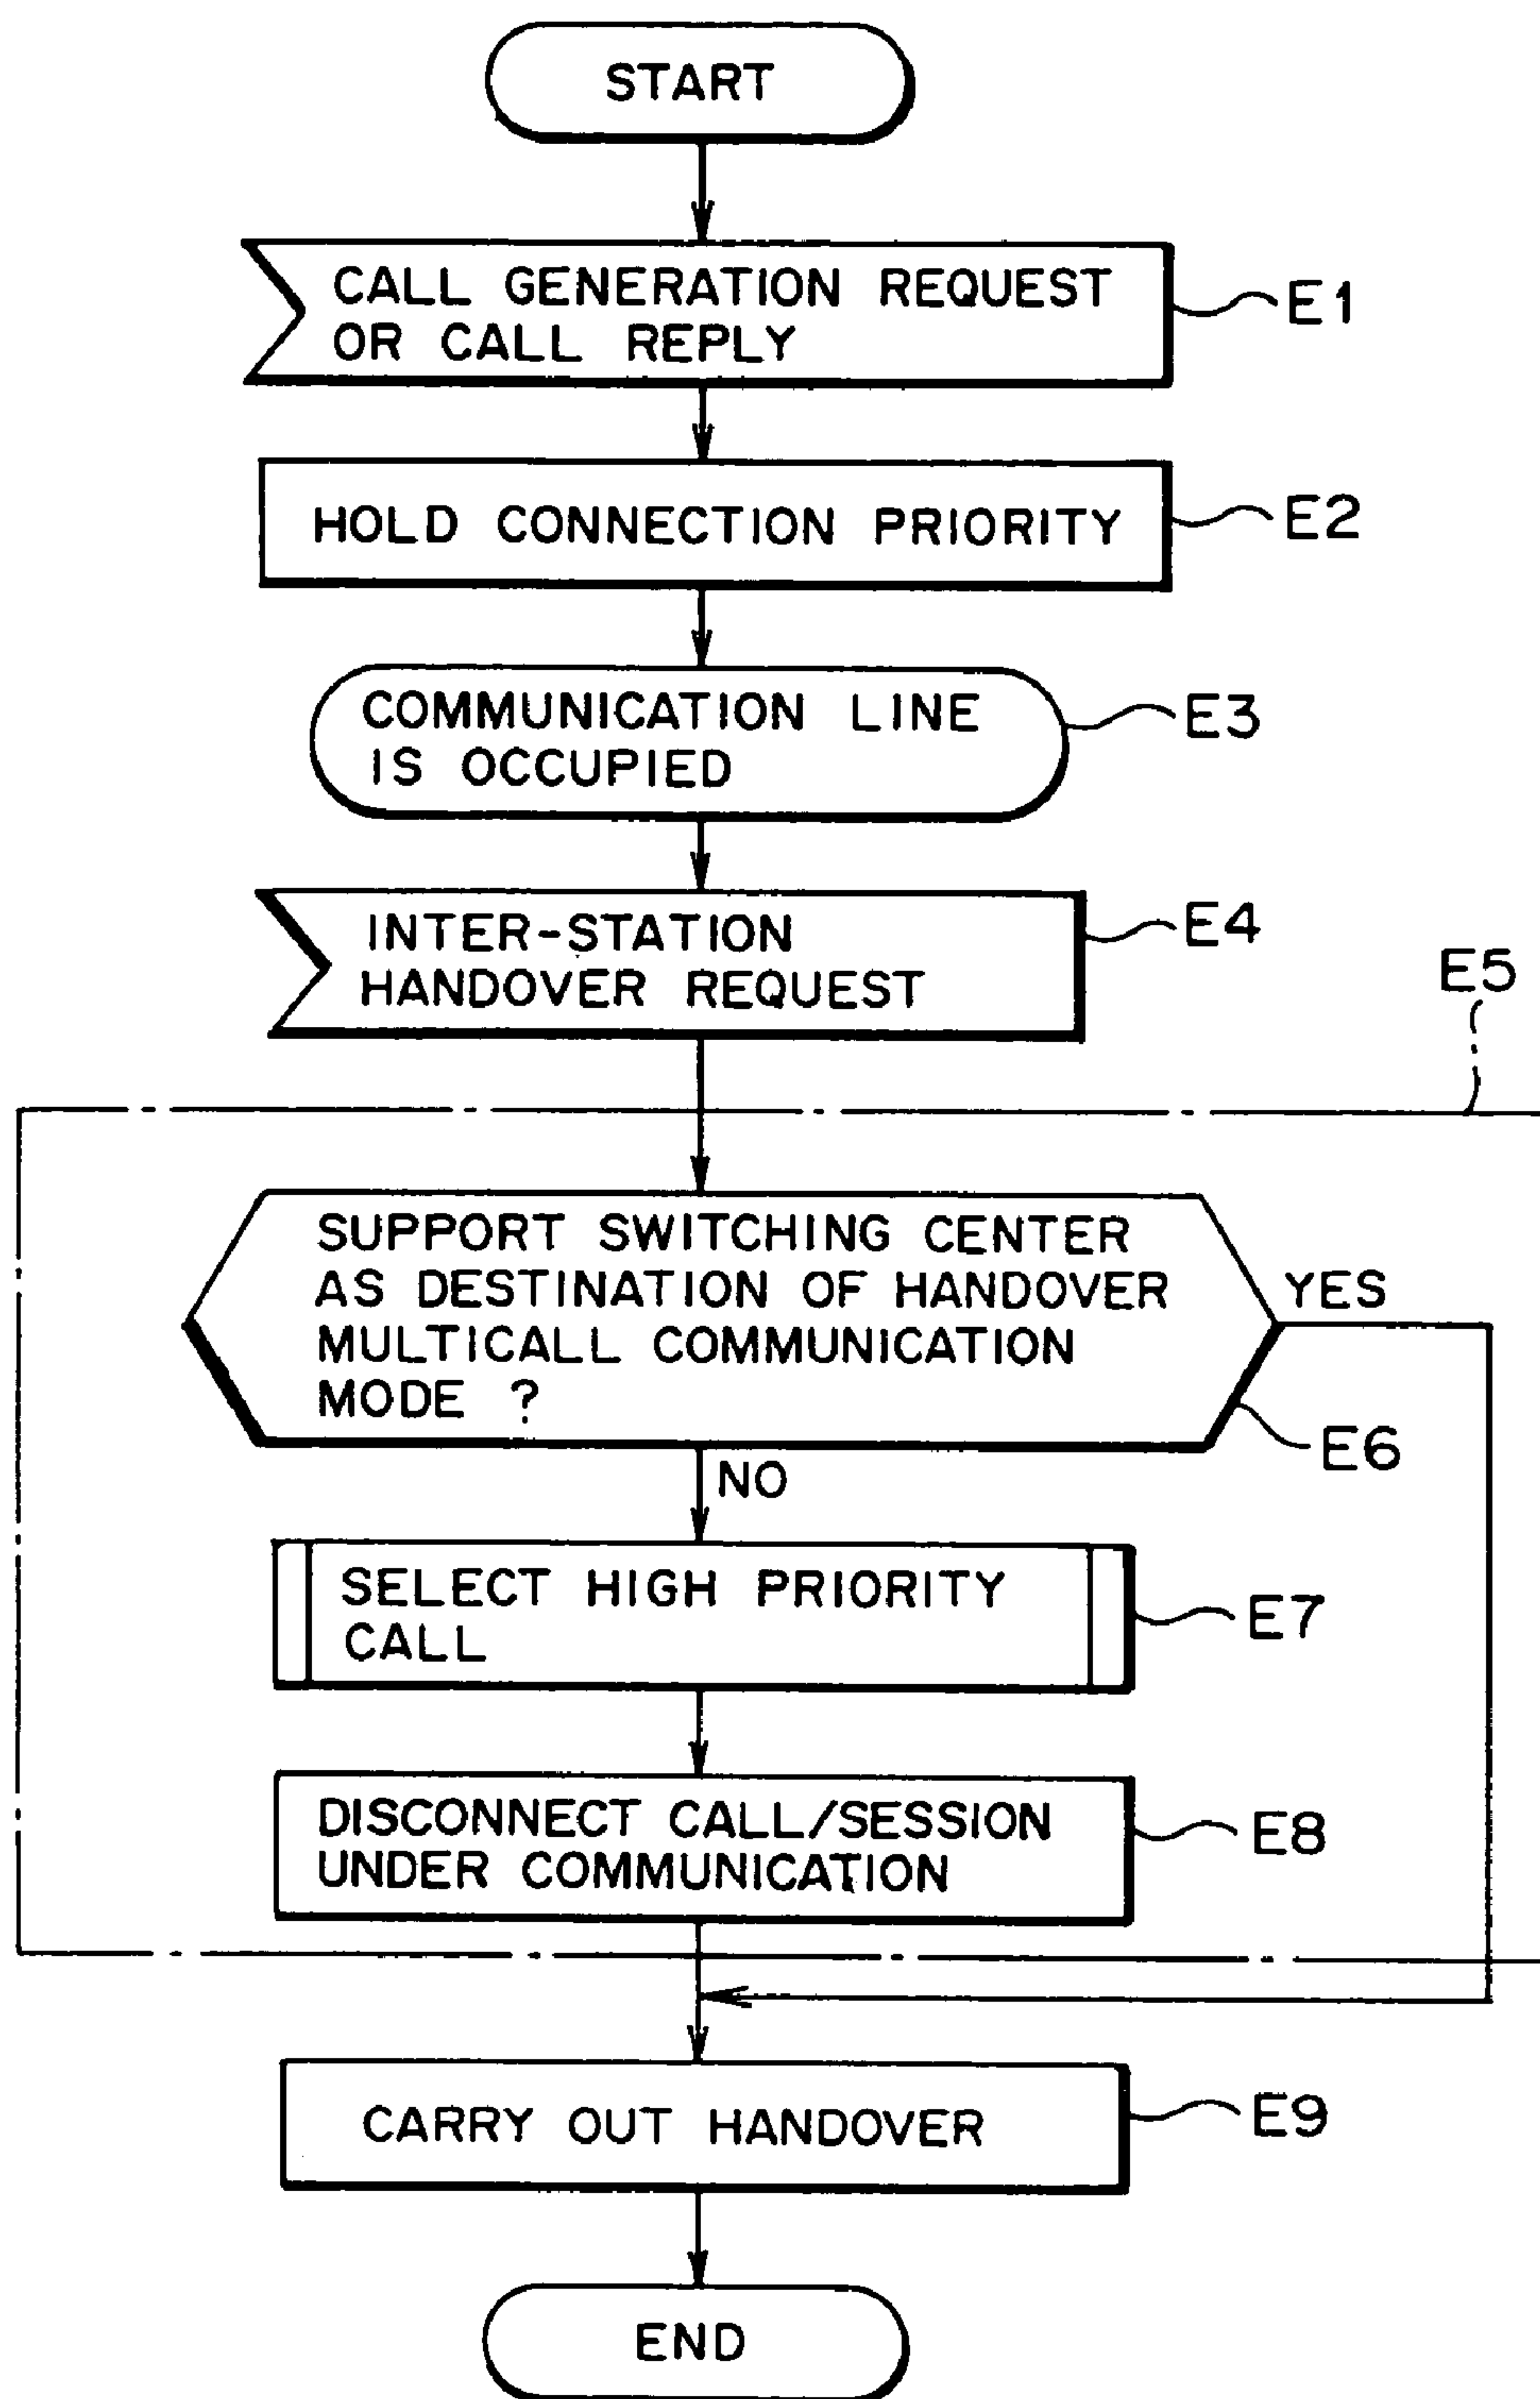 START
CALL GENERATION REQUEST
OR CALL REPLY
E1
HOLD CONNECTION PRIORITY
E2
COMMUNICATION LINE
IS OCCUPIED
E3
INTER-STATION
HANDOVER REQUEST
E4
E5
SUPPORT SWITCHING CENTER
AS DESTINATION OF HANDOVER
MULTICALL COMMUNICATION
MODE ?
YES
E6
NO
SELECT HIGH PRIORITY
CALL
E7
DISCONNECT CALL/SESSION
UNDER COMMUNICATION
E8
CARRY OUT HANDOVER
E9
END